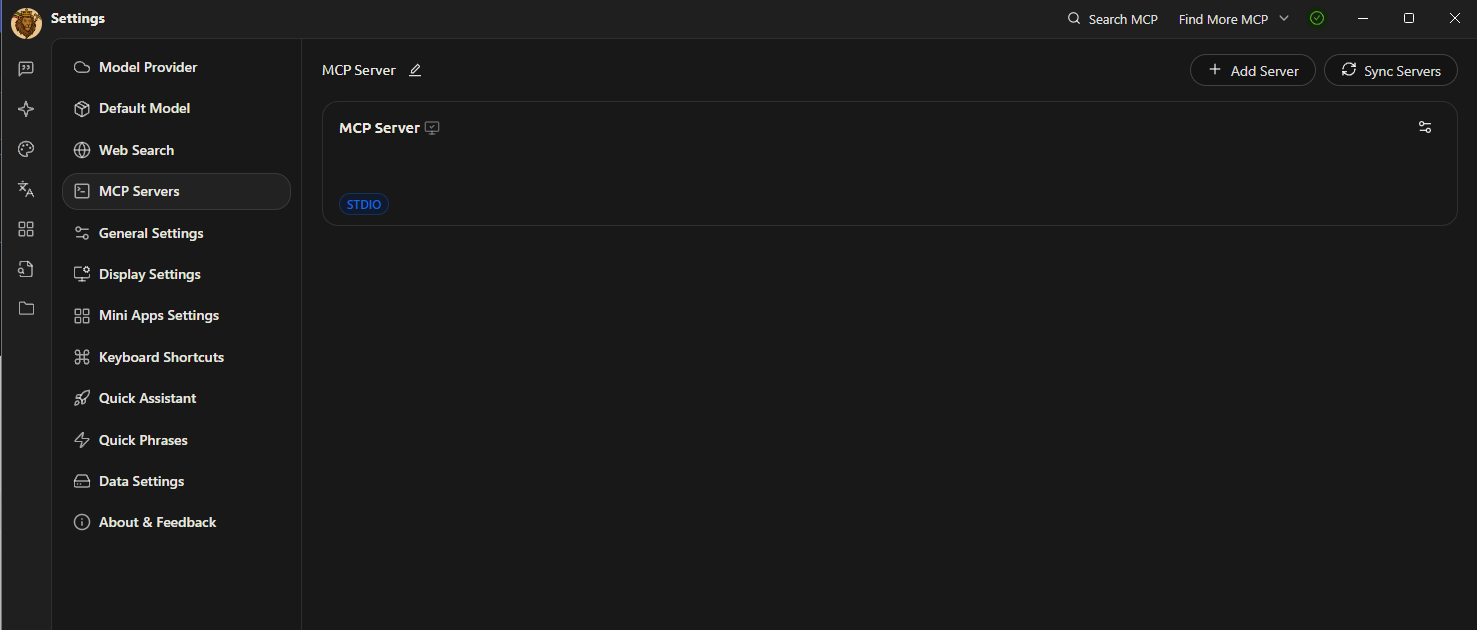 Settings
Search MCP
Find More MCP
Model Provider
Default Model
Web Search
MCP Servers
General Settings
Display Settings
Mini Apps Settings
Keyboard Shortcuts
Quick Assistant
Quick Phrases
Data Settings
About & Feedback
MCP Server
Add Server
Sync Servers
MCP Server
STDIO